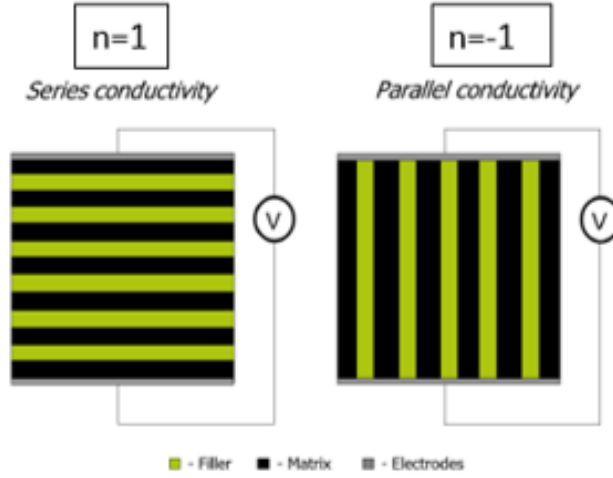 n=1
n=-1
Series conductivity
Parallel conductivity
V
V
- Filler - Matrix - Electrodes